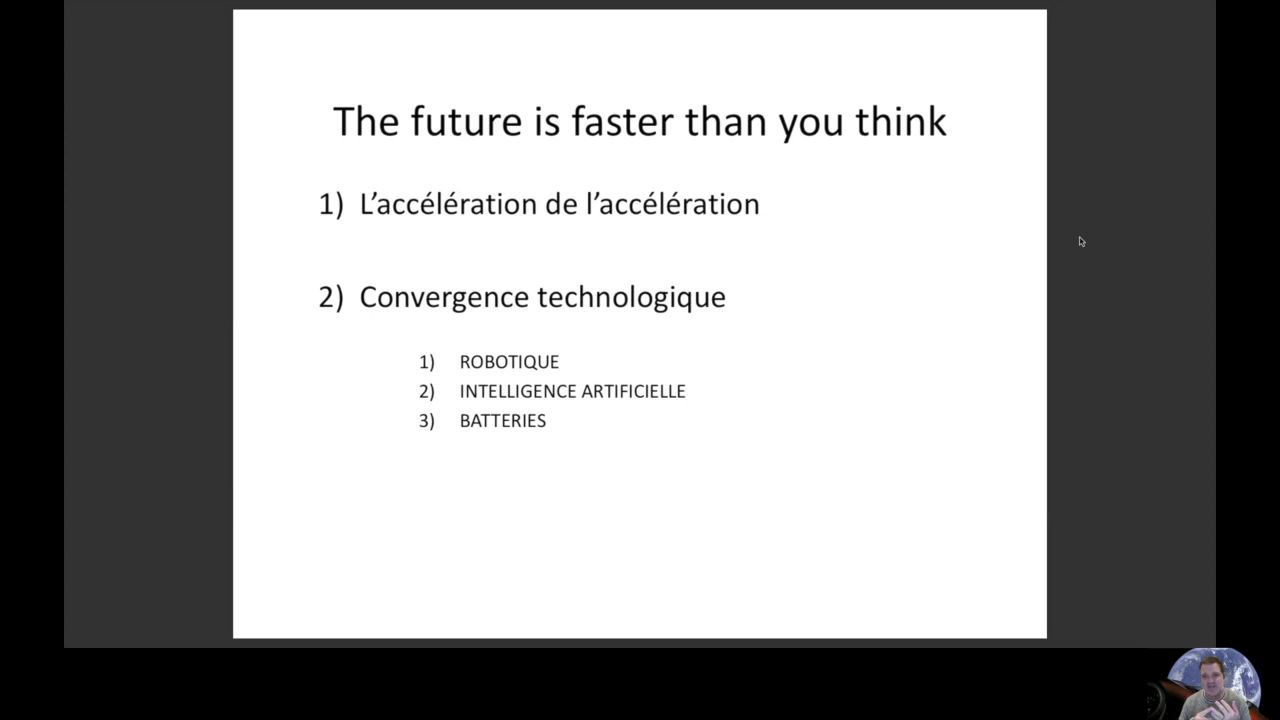 The future is faster than you think
1) L’accélération de l’accélération
2) Convergence technologique
1) ROBOTIQUE
2) INTELLIGENCE ARTIFICIELLE
3) BATTERIES